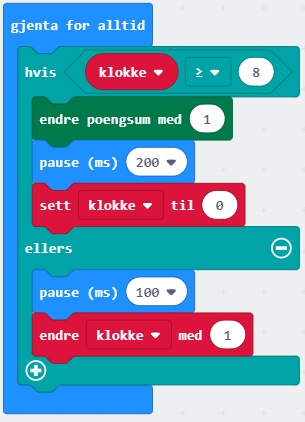 gjenta for alltid
hvis klokke ≥ 8
endre poengsum med 1
pause (ms) 200
sett klokke til 0
ellers
pause (ms) 100
endre klokke med 1